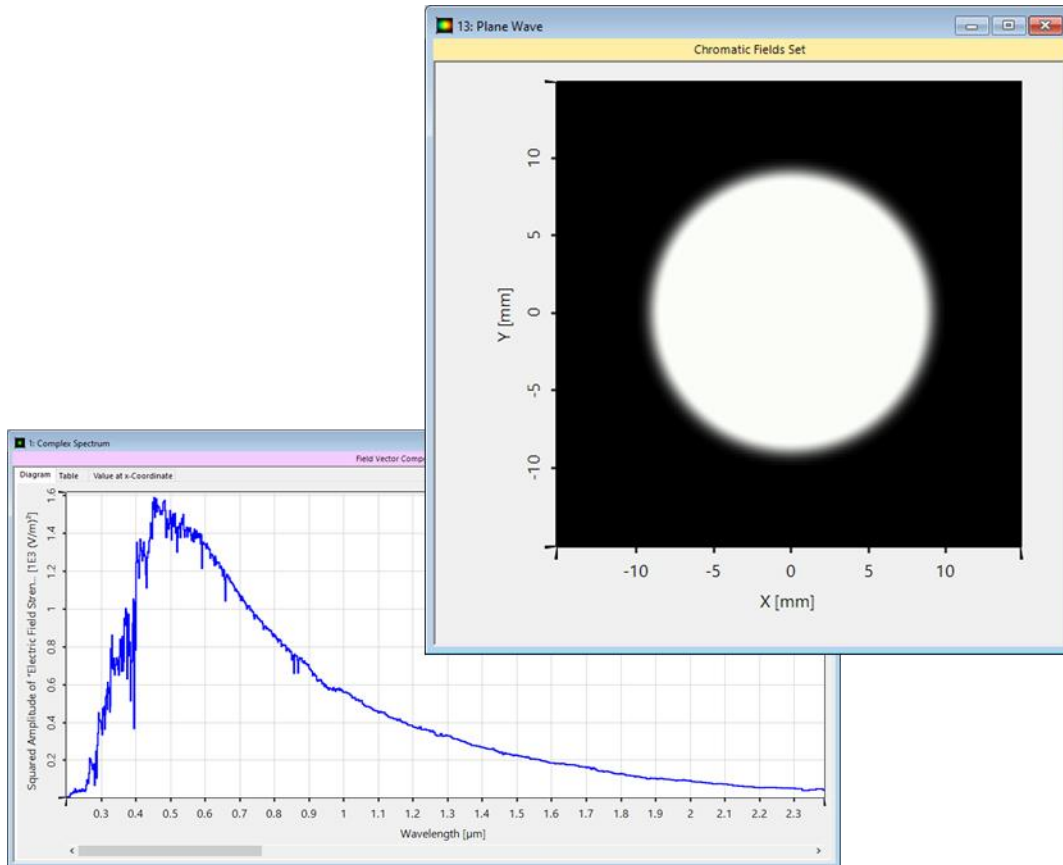 13: Plane Wave
Chromatic Fields Set
10
5
0
-5
-10
Y [mm]
-10 -5 0 5 10
X [mm]
1: Complex Spectrum
Field Vector Compo
Diagram Table Value at x-Coordinate
Squared Amplitude of "Electric Field Stren... [1E3 (V/m)²]
1.6
1.4
1.2
1
0.8
0.6
0.4
0.2
0.3 0.4 0.5 0.6 0.7 0.8 0.9 1 1.1 1.2 1.3 1.4 1.5 1.6 1.7 1.8 1.9 2 2.1 2.2 2.3
Wavelength [µm]